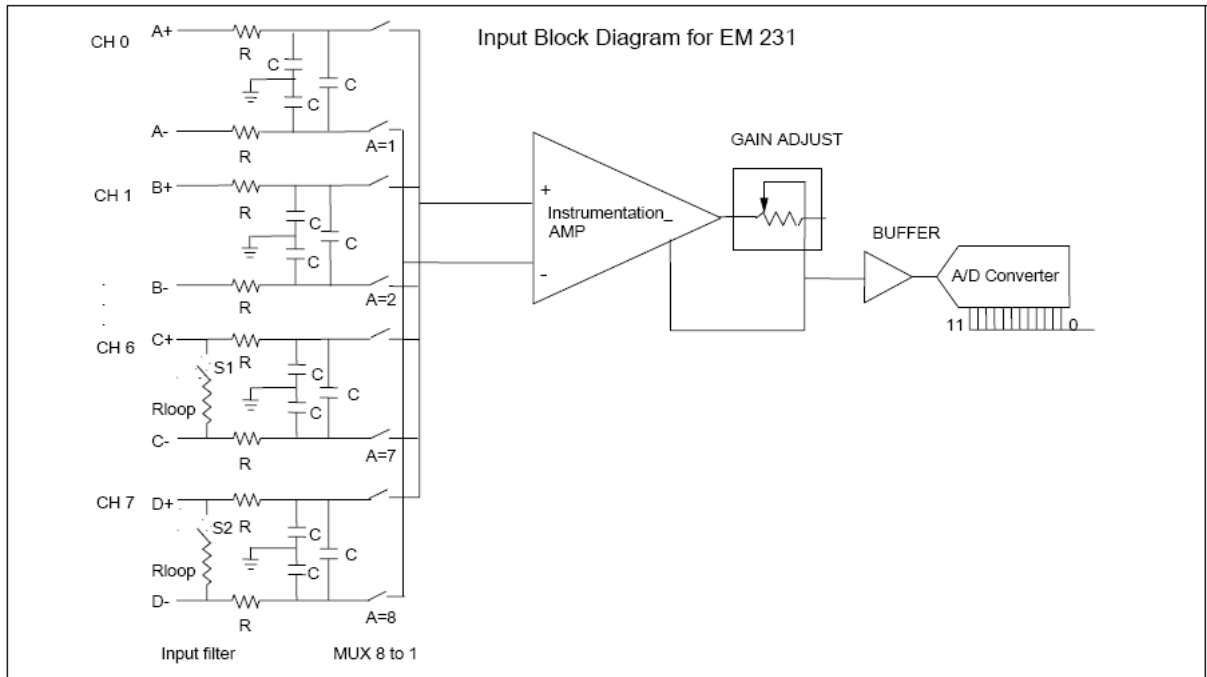 Input Block Diagram for EM 231
CH 0
A+
R
C
C
C
A-
R
A=1
CH 1
B+
R
C
C
C
B-
R
A=2
CH 6
C+
S1
R
Rloop
C
C
C
C-
R
A=7
CH 7
D+
S2
R
Rloop
C
C
C
D-
R
A=8
Input filter
MUX 8 to 1
+
Instrumentation_
AMP
-
GAIN ADJUST
BUFFER
A/D Converter
11
0